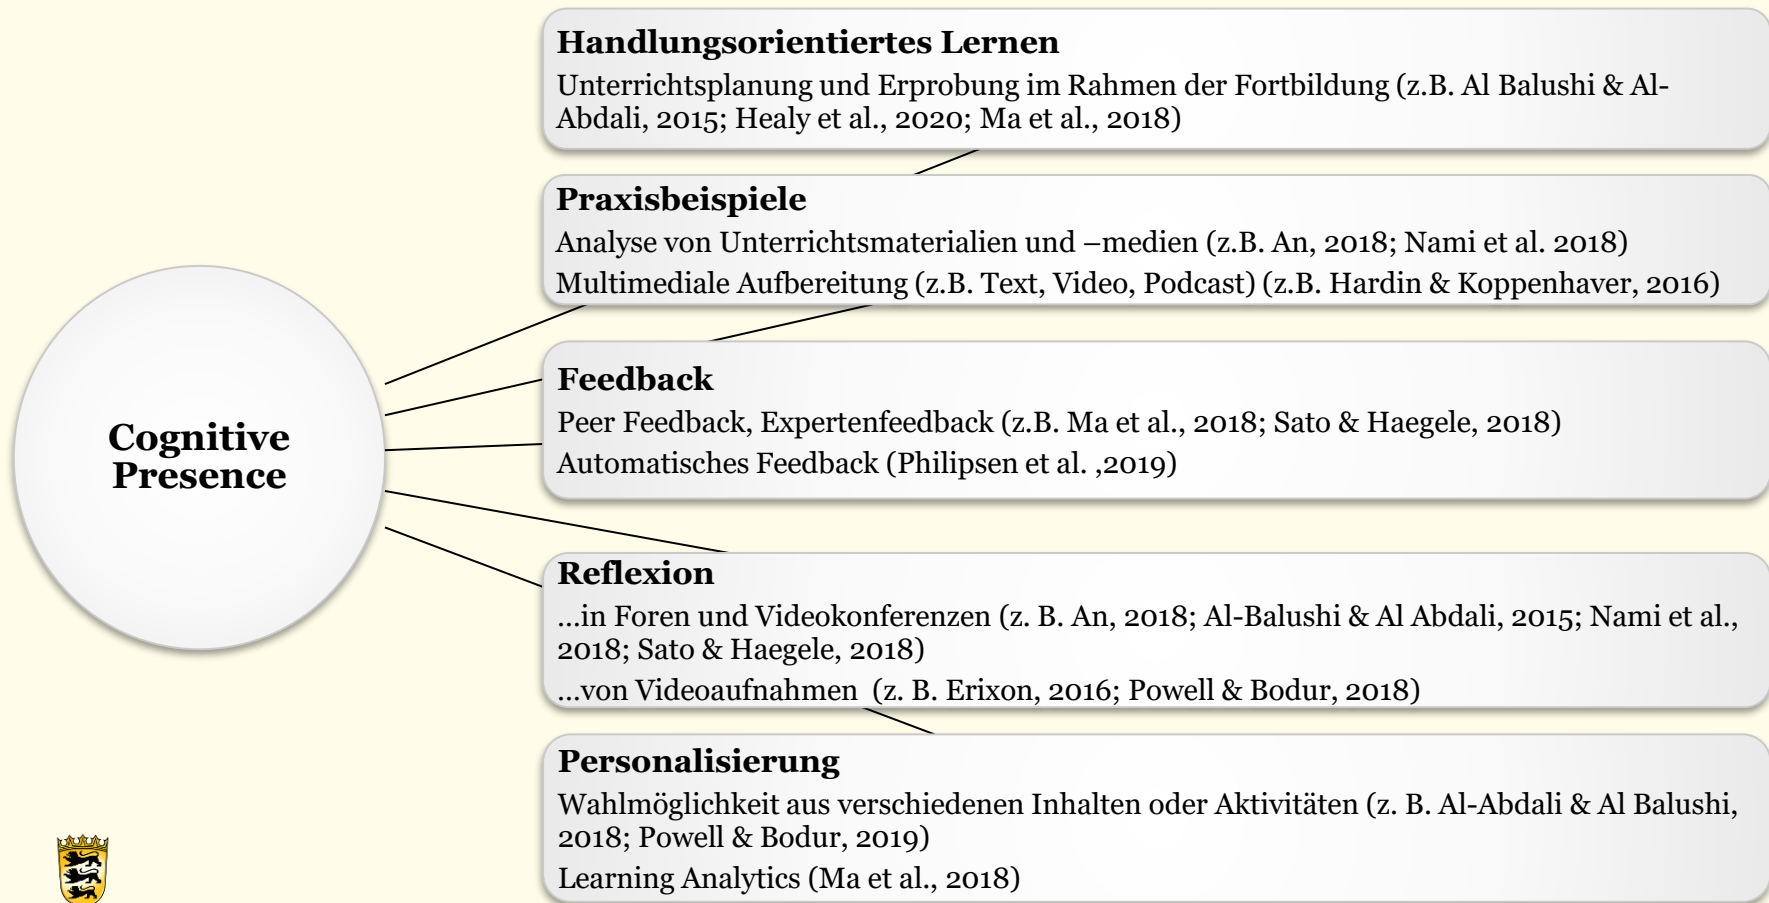 Handlungsorientiertes Lernen
Unterrichtsplanung und Erprobung im Rahmen der Fortbildung (z.B. Al Balushi & Al-
Abdali, 2015; Healy et al., 2020; Ma et al., 2018)
Praxisbeispiele
Analyse von Unterrichtsmaterialien und –medien (z.B. An, 2018; Nami et al. 2018)
Multimediale Aufbereitung (z.B. Text, Video, Podcast) (z.B. Hardin & Koppenhaver, 2016)
Cognitive
Presence
Feedback
Peer Feedback, Expertenfeedback (z.B. Ma et al., 2018; Sato & Haegele, 2018)
Automatisches Feedback (Philipsen et al. ,2019)
Reflexion
…in Foren und Videokonferenzen (z. B. An, 2018; Al-Balushi & Al Abdali, 2015; Nami et al.,
2018; Sato & Haegele, 2018)
…von Videoaufnahmen  (z. B. Erixon, 2016; Powell & Bodur, 2018)
Personalisierung
Wahlmöglichkeit aus verschiedenen Inhalten oder Aktivitäten (z. B. Al-Abdali & Al Balushi,
2018; Powell & Bodur, 2019)
Learning Analytics (Ma et al., 2018)